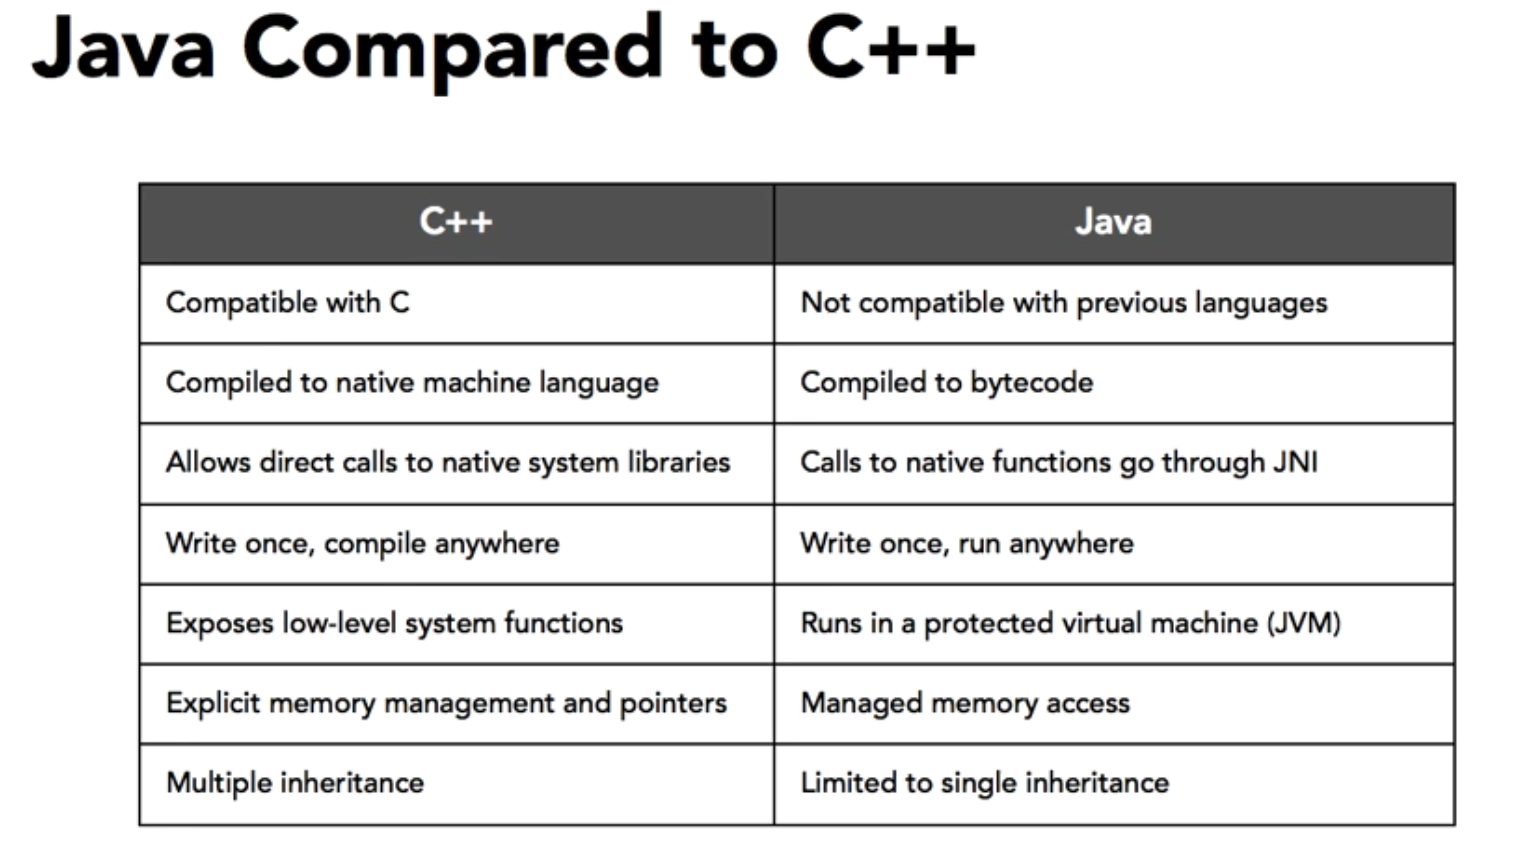 Java Compared to C++
C++ Java
Compatible with C Not compatible with previous languages
Compiled to native machine language Compiled to bytecode
Allows direct calls to native system libraries Calls to native functions go through JNI
Write once, compile anywhere Write once, run anywhere
Exposes low-level system functions Runs in a protected virtual machine (JVM)
Explicit memory management and pointers Managed memory access
Multiple inheritance Limited to single inheritance